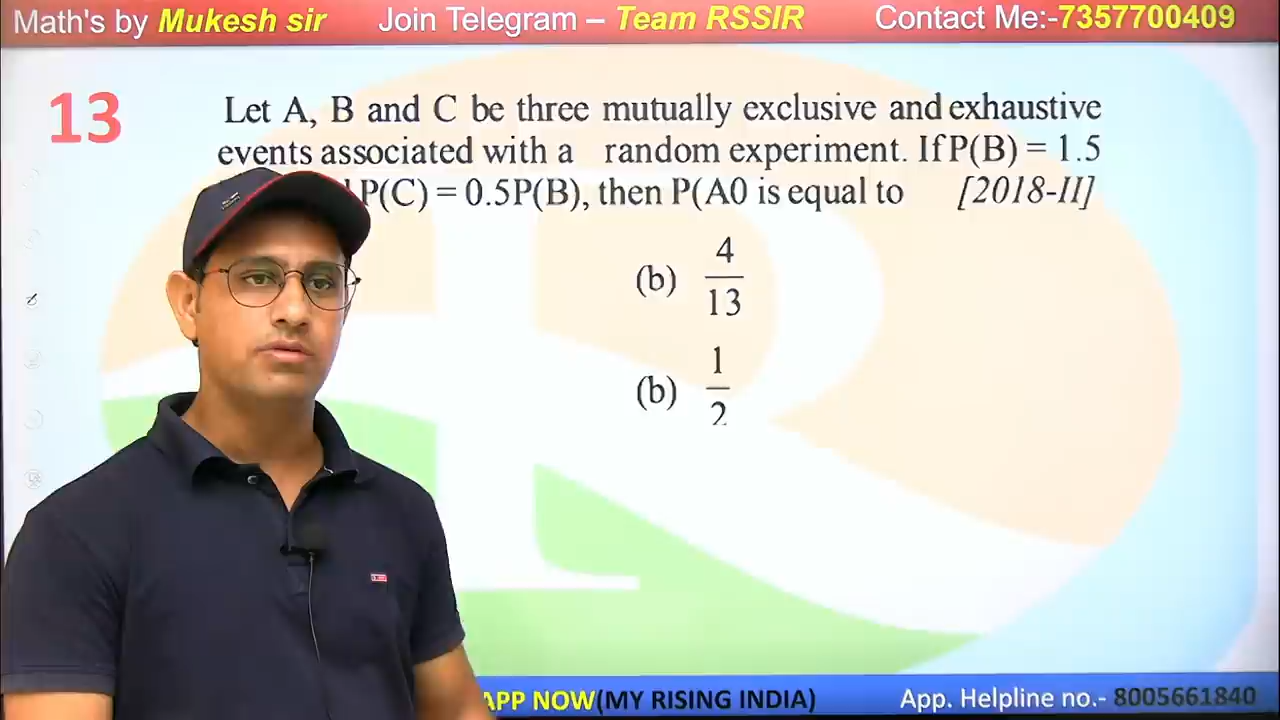 Math's by Mukesh sir Join Telegram – Team RSSIR Contact Me:-7357700409
13
Let A, B and C be three mutually exclusive and exhaustive
events associated with a random experiment. If P(B) = 1.5
P(C) = 0.5P(B), then P(A0 is equal to [2018-II]
(b) 4/13
(b) 1/2
APP NOW(MY RISING INDIA) App. Helpline no.- 8005661840